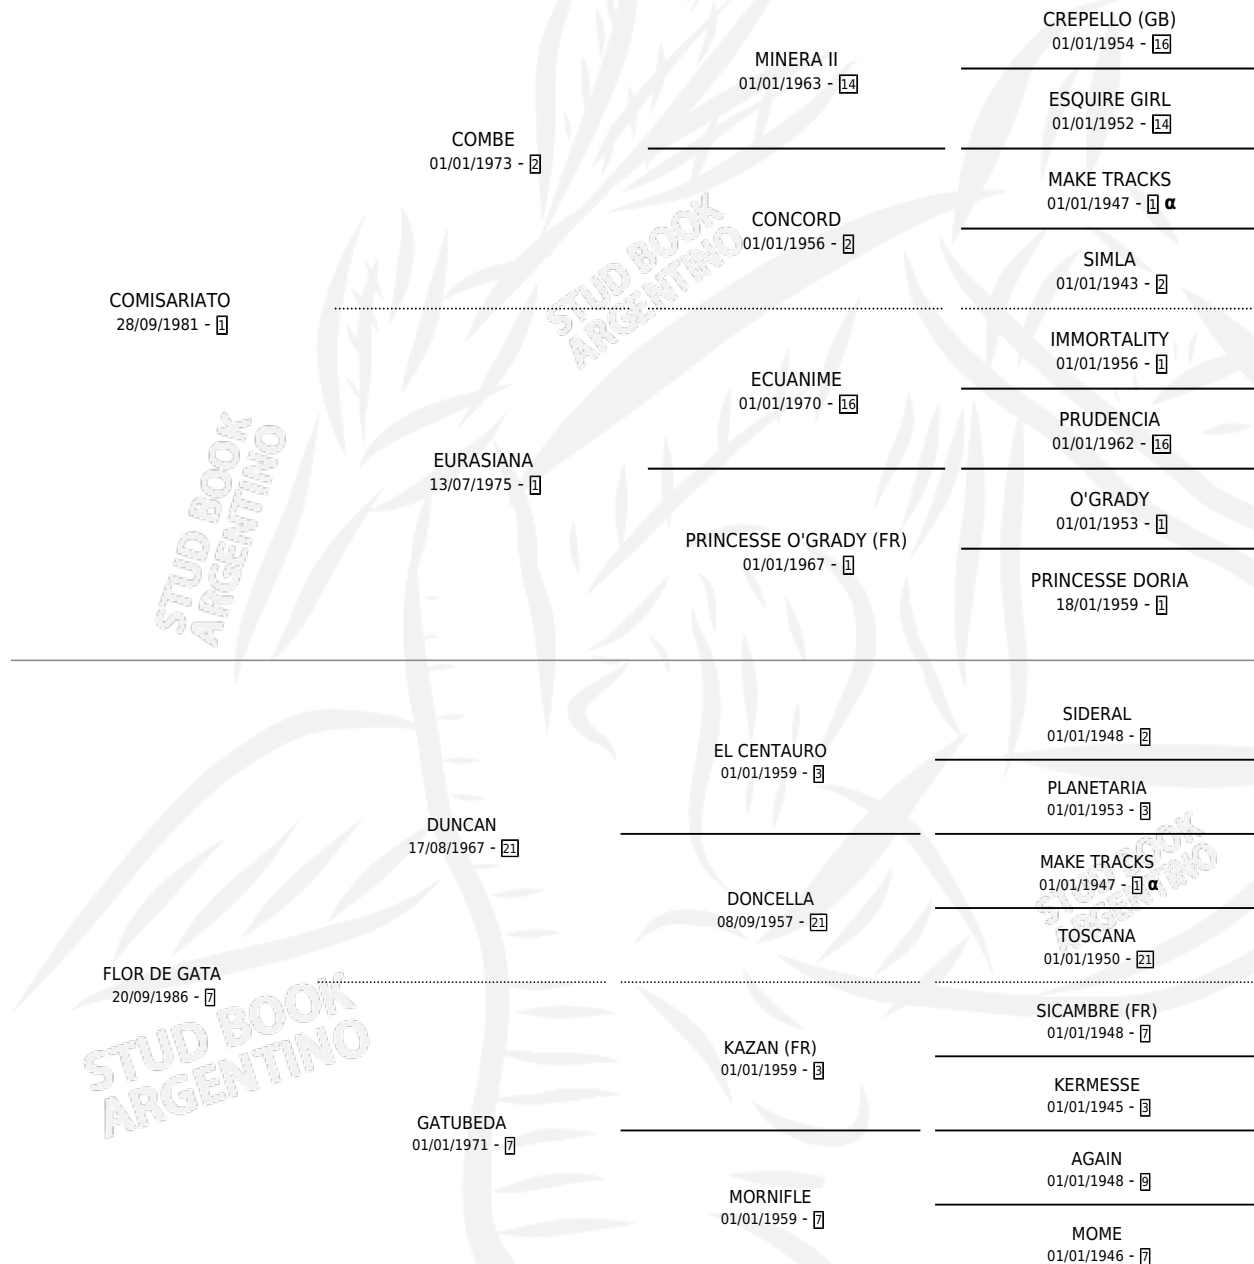 CREPELLO (GB)
01/01/1954 - 16
MINERA II
01/01/1963 - 14
ESQUIRE GIRL
01/01/1952 - 14
COMBE
01/01/1973 - 2
MAKE TRACKS
01/01/1947 - 1 α
CONCORD
01/01/1956 - 2
SIMLA
01/01/1943 - 2
COMISARIATO
28/09/1981 - 1
IMMORTALITY
01/01/1956 - 1
ECUANIME
01/01/1970 - 16
PRUDENCIA
01/01/1962 - 16
EURASIANA
13/07/1975 - 1
O'GRADY
01/01/1953 - 1
PRINCESSE O'GRADY (FR)
01/01/1967 - 1
PRINCESSE DORIA
18/01/1959 - 1
STUD BOOK
ARGENTINO
STUD BOOK
ARGENTINO
SIDERAL
01/01/1948 - 2
EL CENTAURO
01/01/1959 - 3
PLANETARIA
01/01/1953 - 3
DUNCAN
17/08/1967 - 21
MAKE TRACKS
01/01/1947 - 1 α
DONCELLA
08/09/1957 - 21
TOSCANA
01/01/1950 - 21
FLOR DE GATA
20/09/1986 - 7
SICAMBRE (FR)
01/01/1948 - 7
KAZAN (FR)
01/01/1959 - 3
KERMESSE
01/01/1945 - 3
GATUBEDA
01/01/1971 - 7
AGAIN
01/01/1948 - 9
MORNIFLE
01/01/1959 - 7
MOME
01/01/1946 - 7
STUD BOOK
ARGENTINO
STUD BOOK
ARGENTINO